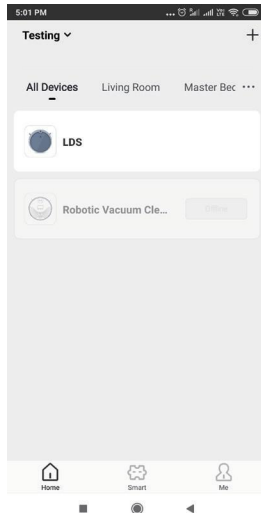 5:01 PM
Testing
All Devices Living Room Master Bec ...
LDS
Robotic Vacuum Cle...
Home Smart Me